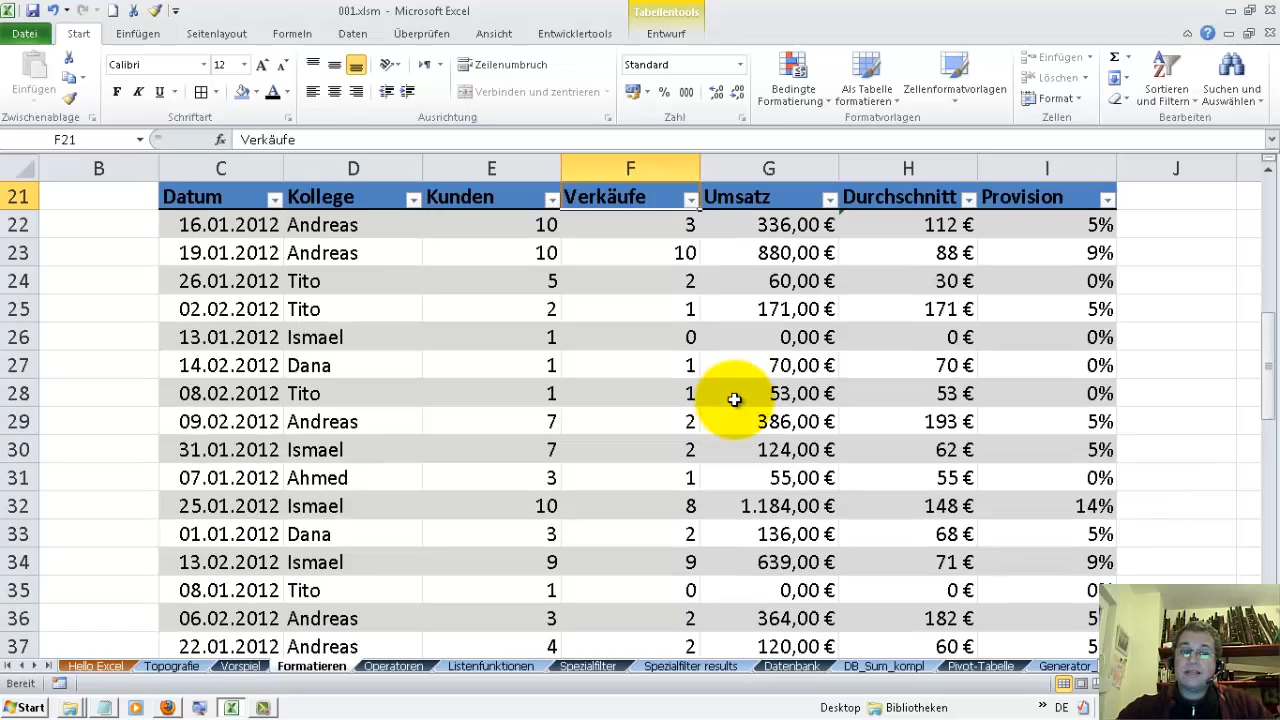 001.xlsm - Microsoft Excel
Tabellentools
Datei Start Einfügen Seitenlayout Formeln Daten Überprüfen Ansicht Entwicklertools Entwurf
Calibri 12
Zeilenumbruch
Standard
Einfügen
F K U
Verbinden und zentrieren
% 000
Bedingte Formatierung
Als Tabelle formatieren
Zellenformatvorlagen
Einfügen
Löschen
Format
Sortieren und Filtern
Suchen und Auswählen
Zwischenablage Schriftart Ausrichtung Zahl Formatvorlagen Zellen Bearbeiten
F21 fx Verkäufe
B C D E F G H I J
21 Datum Kollege Kunden Verkäufe Umsatz Durchschnitt Provision
22 16.01.2012 Andreas 10 3 336,00 € 112 € 5%
23 19.01.2012 Andreas 10 10 880,00 € 88 € 9%
24 26.01.2012 Tito 5 2 60,00 € 30 € 0%
25 02.02.2012 Tito 2 1 171,00 € 171 € 5%
26 13.01.2012 Ismael 1 0 0,00 € 0 € 0%
27 14.02.2012 Dana 1 1 70,00 € 70 € 0%
28 08.02.2012 Tito 1 1 53,00 € 53 € 0%
29 09.02.2012 Andreas 7 2 386,00 € 193 € 5%
30 31.01.2012 Ismael 7 2 124,00 € 62 € 5%
31 07.01.2012 Ahmed 3 1 55,00 € 55 € 0%
32 25.01.2012 Ismael 10 8 1.184,00 € 148 € 14%
33 01.01.2012 Dana 3 2 136,00 € 68 € 5%
34 13.02.2012 Ismael 9 9 639,00 € 71 € 9%
35 08.01.2012 Tito 1 0 0,00 € 0 € 0%
36 06.02.2012 Andreas 3 2 364,00 € 182 € 5
37 22.01.2012 Andreas 4 2 120,00 € 60 € 5
Hello Excel Topografie Vorspiel Formatieren Operatoren Listenfunktionen Spezialfilter Spezialfilter results Datenbank DB_Sum_kompl Pivot-Tabelle Generator_
Bereit
Start Desktop Bibliotheken » DE